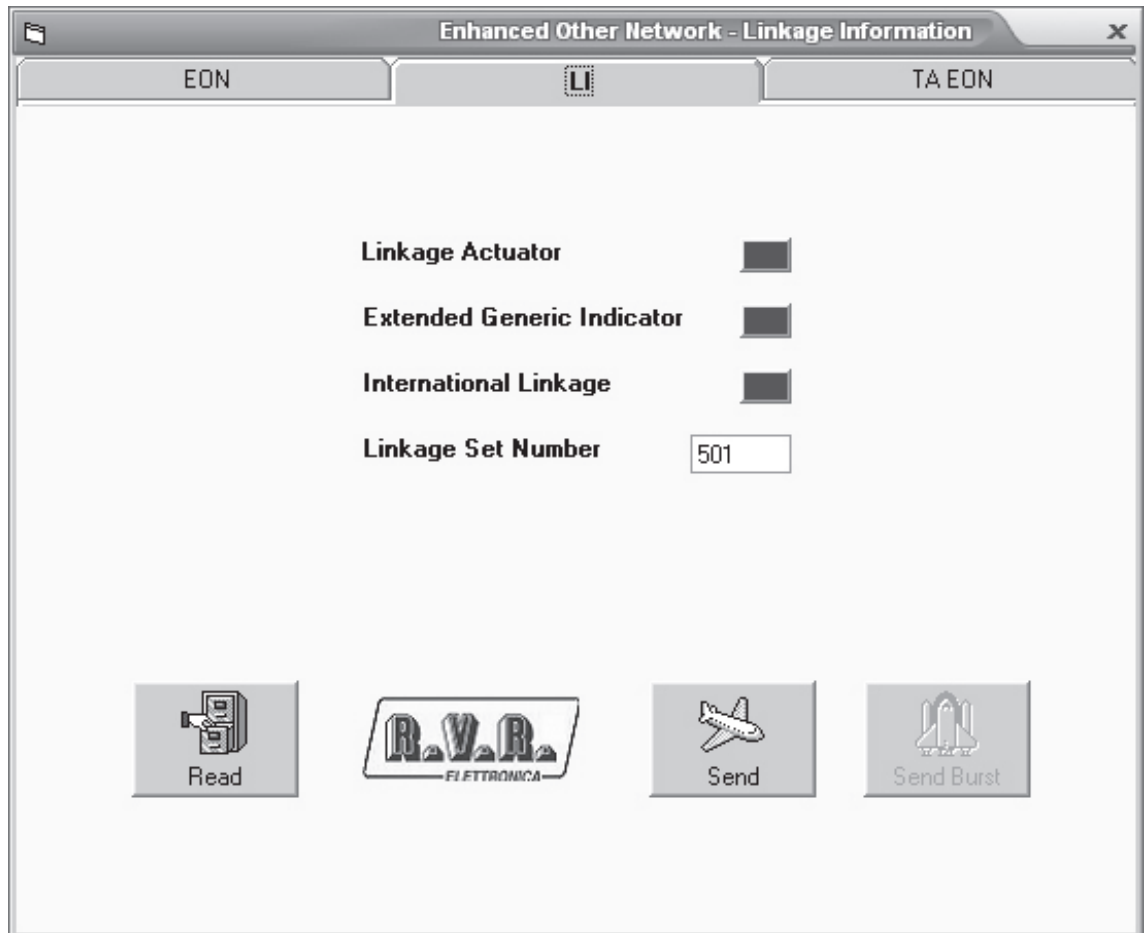 Enhanced Other Network - Linkage Information
EON LI TA EON
Linkage Actuator
Extended Generic Indicator
International Linkage
Linkage Set Number 501
R.V.R.
ELETTRONICA
Read Send Send Burst